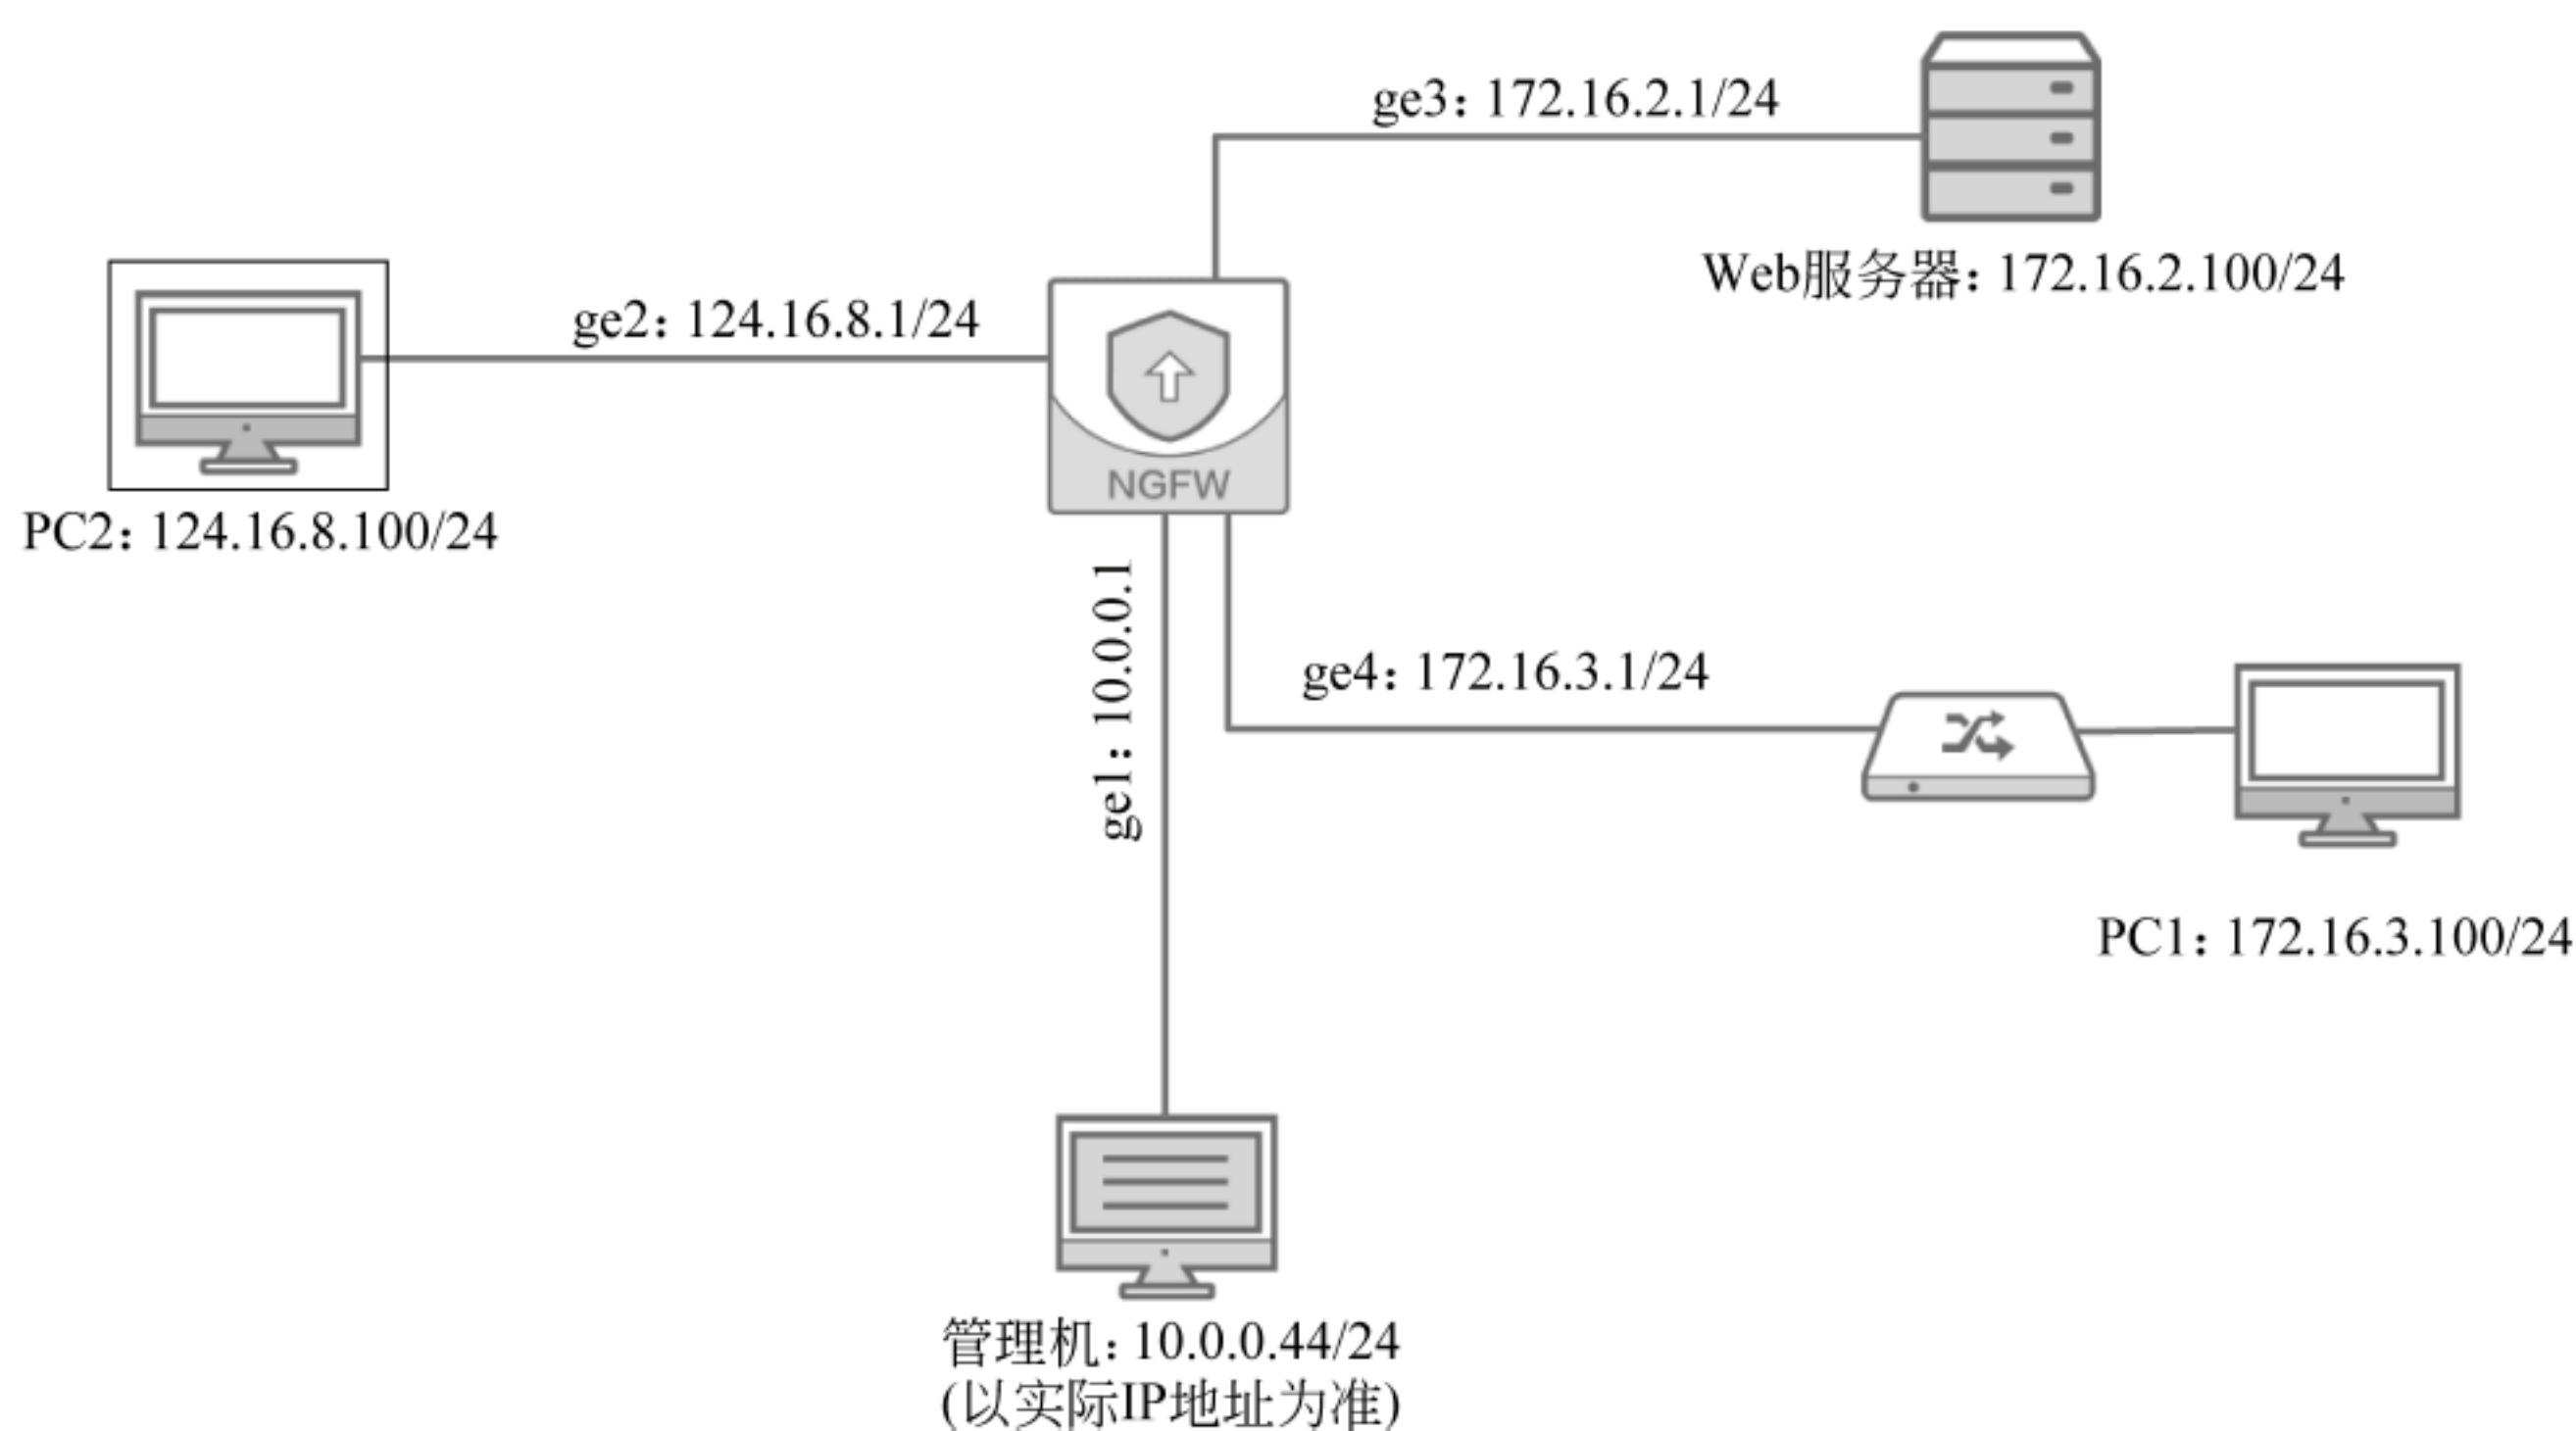 ge3：172.16.2.1/24
Web服务器：172.16.2.100/24
ge2：124.16.8.1/24
NGFW
PC2：124.16.8.100/24
ge1：10.0.0.1
ge4：172.16.3.1/24
PC1：172.16.3.100/24
管理机：10.0.0.44/24
(以实际IP地址为准)